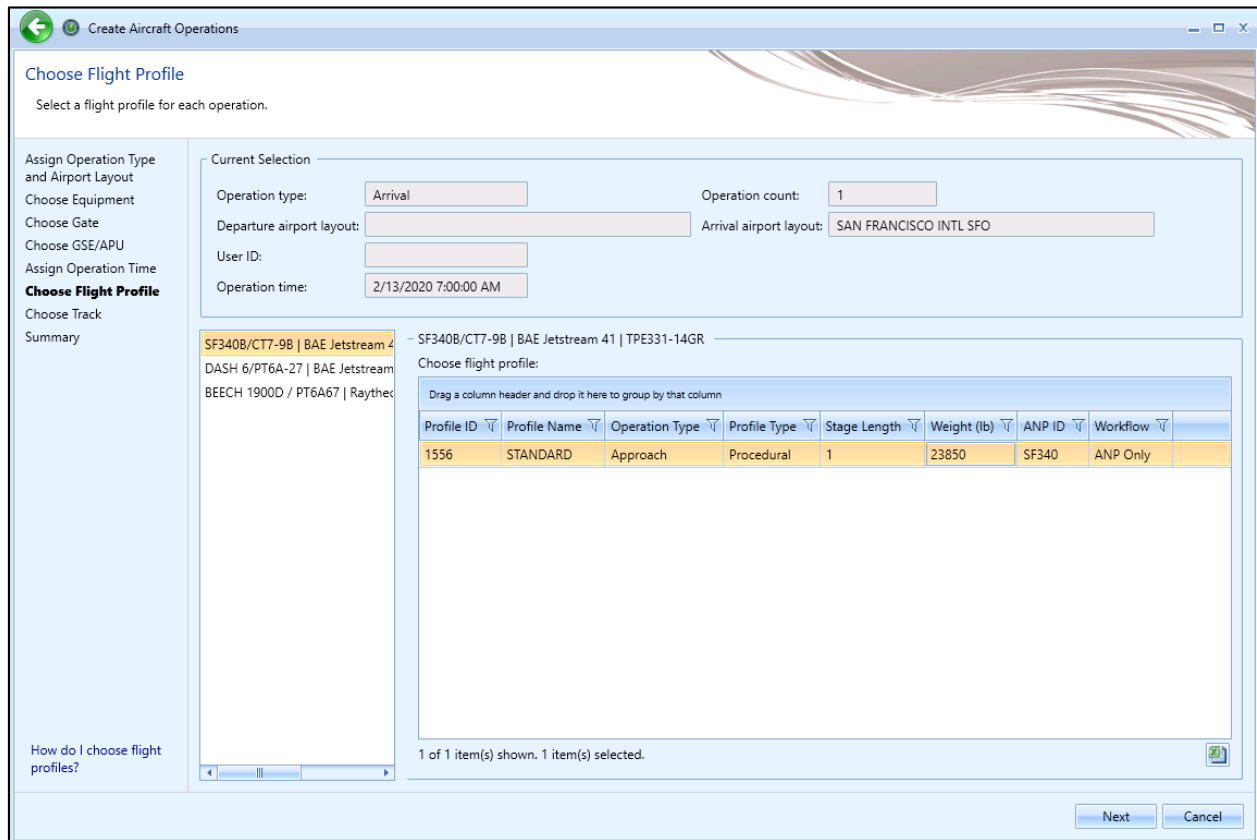 Create Aircraft Operations
Choose Flight Profile
Select a flight profile for each operation.
Assign Operation Type
and Airport Layout
Choose Equipment
Choose Gate
Choose GSE/APU
Assign Operation Time
Choose Flight Profile
Choose Track
Summary
How do I choose flight
profiles?
Current Selection
Operation type: Arrival Operation count: 1
Departure airport layout: Arrival airport layout: SAN FRANCISCO INTL SFO
User ID:
Operation time: 2/13/2020 7:00:00 AM
SF340B/CT7-9B | BAE Jetstream 4
DASH 6/PT6A-27 | BAE Jetstream
BEECH 1900D / PT6A67 | Raythec
SF340B/CT7-9B | BAE Jetstream 41 | TPE331-14GR
Choose flight profile:
Drag a column header and drop it here to group by that column
Profile ID Profile Name Operation Type Profile Type Stage Length Weight (lb) ANP ID Workflow
1556 STANDARD Approach Procedural 1 23850 SF340 ANP Only
1 of 1 item(s) shown. 1 item(s) selected.
Next Cancel